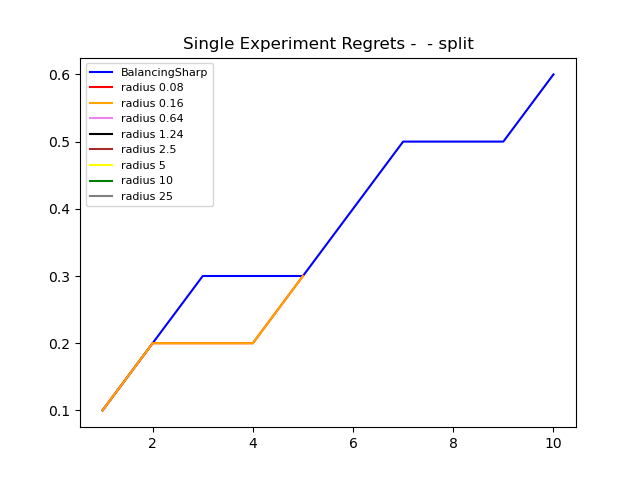 Single Experiment Regrets -  - split
BalancingSharp
radius 0.08
radius 0.16
radius 0.64
radius 1.24
radius 2.5
radius 5
radius 10
radius 25
0.6
0.5
0.4
0.3
0.2
0.1
2 4 6 8 10